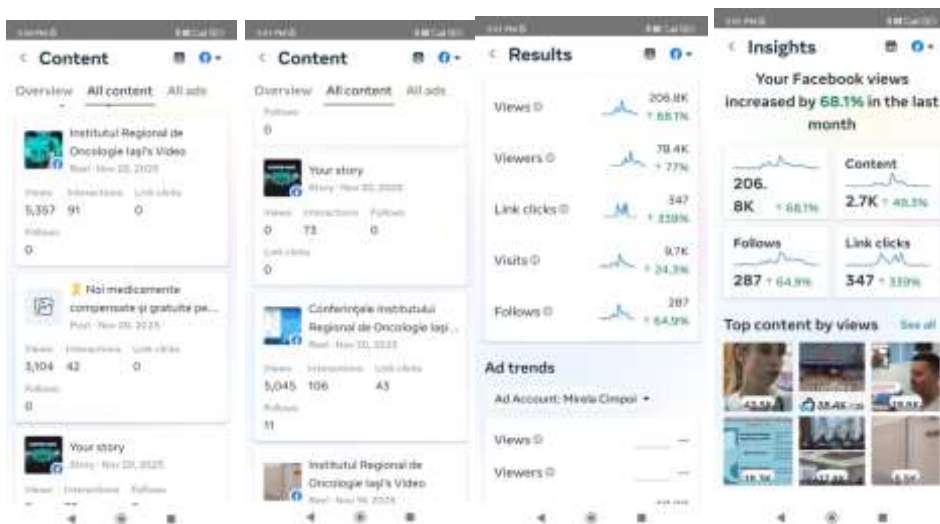 Content
Overview All content All ads
Institutul Regional de
Oncologie Iași's Video
Reel · Nov 20, 2025
Views Interactions Link clicks
5,357 91 0
Follows
0
Noi medicamente
compensate și gratuite pe...
Post · Nov 20, 2025
Views Interactions Link clicks
3,104 42 0
Follows
0
Your story
Story · Nov 20, 2025
Views Interactions Follows
Content
Overview All content All ads
Follows
0
Your story
Story · Nov 20, 2025
Views Interactions Follows
0 73 0
Link clicks
0
Conferințele Institutului
Regional de Oncologie Iași...
Reel · Nov 20, 2025
Views Interactions Link clicks
5,045 106 43
Follows
11
Institutul Regional de
Oncologie Iași's Video
Results
Views 206.8K
↑ 68.1%
Viewers 78.4K
↑ 77%
Link clicks 347
↑ 339%
Visits 9.7K
↑ 24.3%
Follows 287
↑ 64.9%
Ad trends
Ad Account: Mirela Cimpoi
Views --
Viewers --
Insights
Your Facebook views
increased by 68.1% in the last
month
206.
8K ↑ 68.1%
Content
2.7K ↑ 49.3%
Follows
287 ↑ 64.9%
Link clicks
347 ↑ 339%
Top content by views See all
38.4K